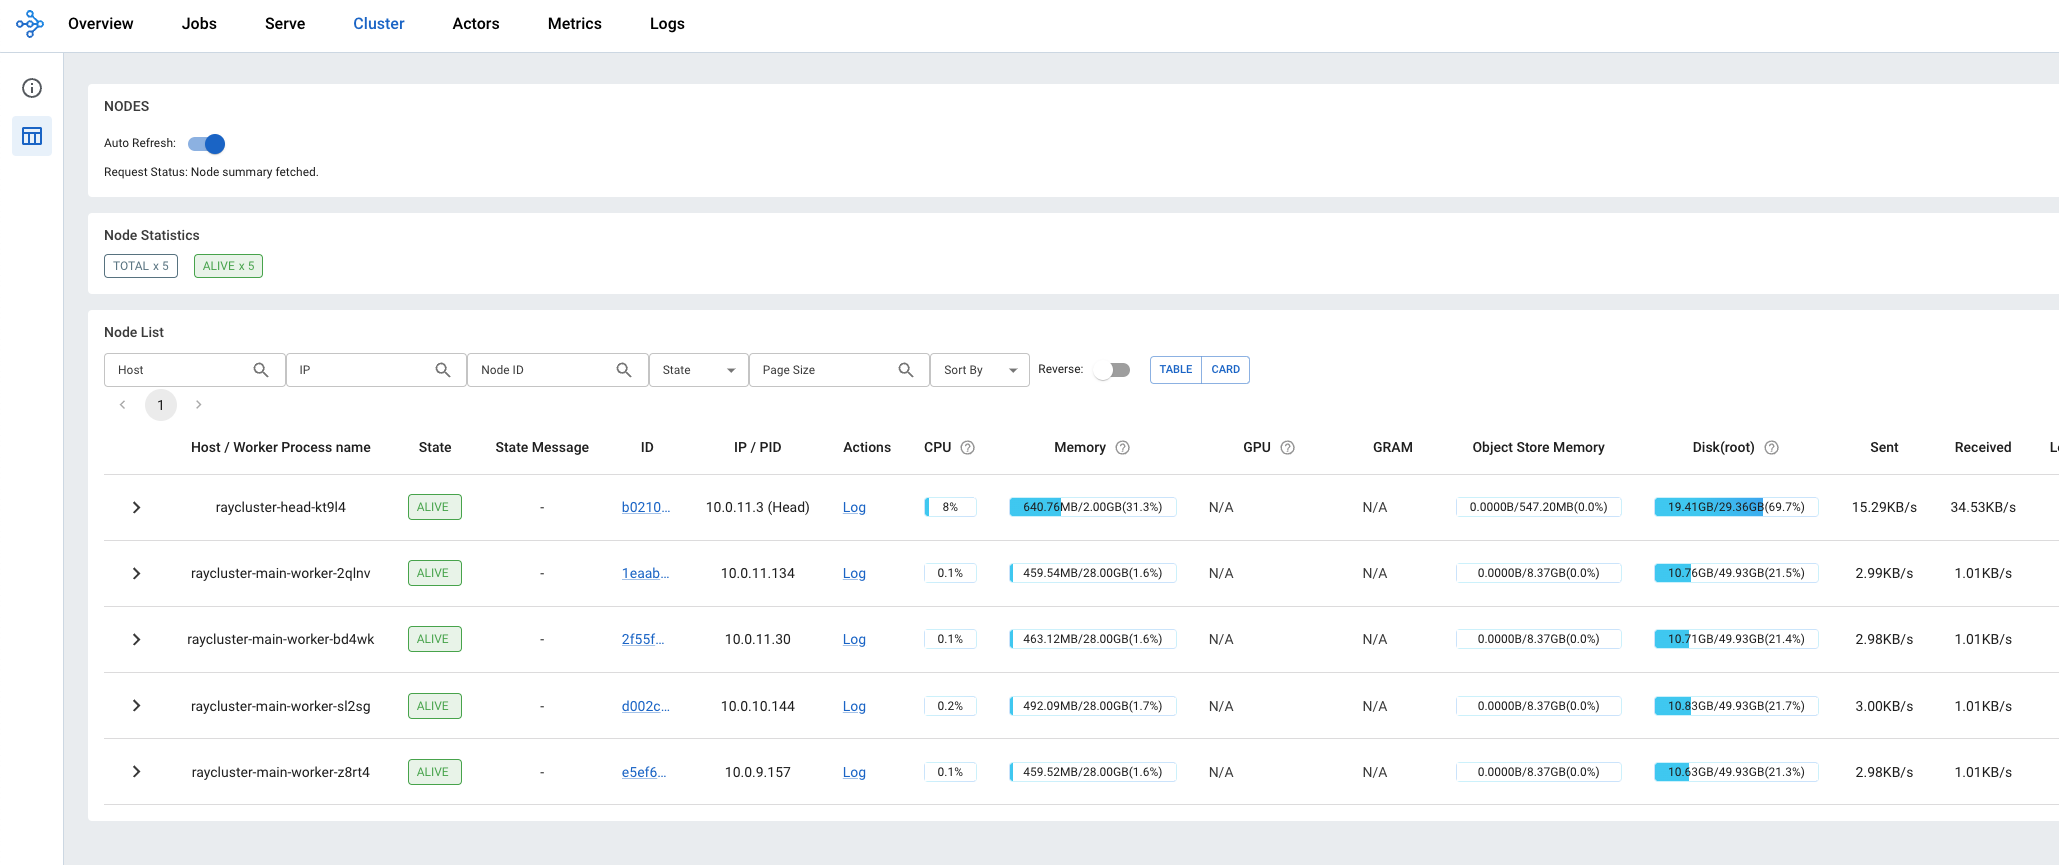 Overview Jobs Serve Cluster Actors Metrics Logs
NODES
Auto Refresh:
Request Status: Node summary fetched.
Node Statistics
TOTAL x 5 ALIVE x 5
Node List
Host IP Node ID State Page Size Sort By Reverse: TABLE CARD
1
Host / Worker Process name State State Message ID IP / PID Actions CPU Memory GPU GRAM Object Store Memory Disk(root) Sent Received
raycluster-head-kt9l4 ALIVE - b0210... 10.0.11.3 (Head) Log 8% 640.76MB/2.00GB(31.3%) N/A N/A 0.0000B/547.20MB(0.0%) 19.41GB/29.36GB(69.7%) 15.29KB/s 34.53KB/s
raycluster-main-worker-2qlnv ALIVE - 1eaab... 10.0.11.134 Log 0.1% 459.54MB/28.00GB(1.6%) N/A N/A 0.0000B/8.37GB(0.0%) 10.76GB/49.93GB(21.5%) 2.99KB/s 1.01KB/s
raycluster-main-worker-bd4wk ALIVE - 2f55f... 10.0.11.30 Log 0.1% 463.12MB/28.00GB(1.6%) N/A N/A 0.0000B/8.37GB(0.0%) 10.71GB/49.93GB(21.4%) 2.98KB/s 1.01KB/s
raycluster-main-worker-sl2sg ALIVE - d002c... 10.0.10.144 Log 0.2% 492.09MB/28.00GB(1.7%) N/A N/A 0.0000B/8.37GB(0.0%) 10.83GB/49.93GB(21.7%) 3.00KB/s 1.01KB/s
raycluster-main-worker-z8rt4 ALIVE - e5ef6... 10.0.9.157 Log 0.1% 459.52MB/28.00GB(1.6%) N/A N/A 0.0000B/8.37GB(0.0%) 10.63GB/49.93GB(21.3%) 2.98KB/s 1.01KB/s